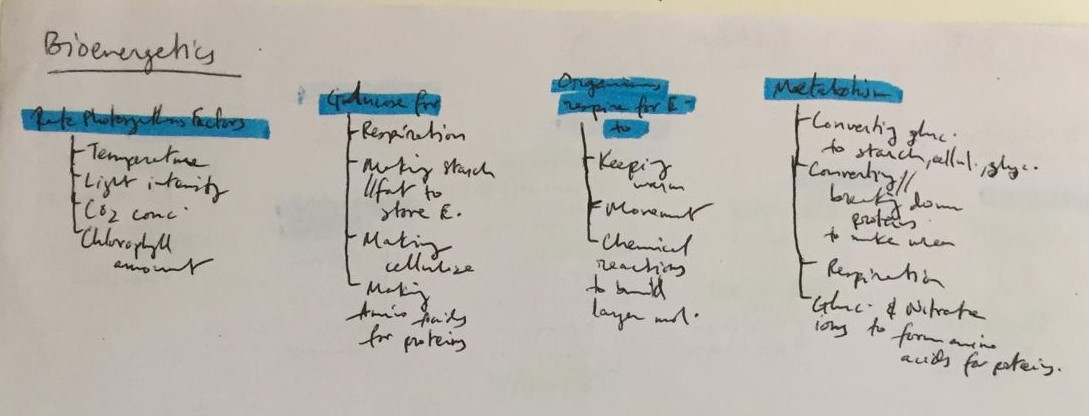 Bioenergetics
Rate Photosynthesis Factors
Temperature
Light intensity
CO2 conc.
Chlorophyll
amount
Glucose for
Respiration
Making starch
//fat to
store E.
Making
cellulose
Making
Amino acids
for proteins
Organisms
respire for E
to
Keeping
warm
Movement
Chemical
reactions
to build
larger mol.
Metabolism
Converting gluc.
to starch, cellul., glyc.
Converting//
breaking down
proteins
to make urea
Respiration
Gluc. & Nitrate
ions to form amino
acids for proteins.